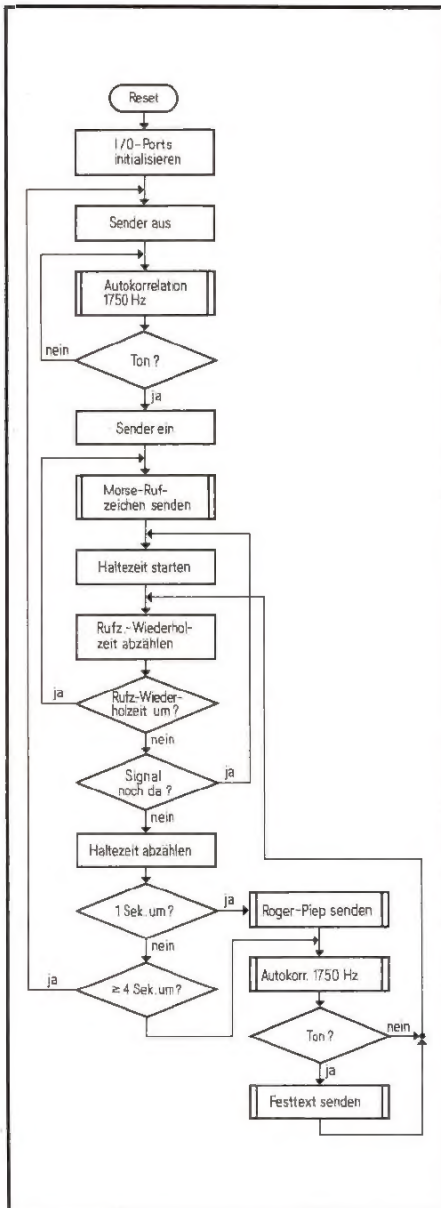 Reset
I/O-Ports
initialisieren
Sender aus
Autokorrelation
1750 Hz
nein
Ton ?
ja
Sender ein
Morse-Ruf-
zeichen senden
Haltezeit starten
Rufz.-Wiederhol-
zeit abzählen
ja
Rufz-Wieder-
holzeit um ?
nein
Signal
noch da ?
ja
nein
Haltezeit abzählen
1 Sek. um ?
ja
Roger-Piep senden
nein
ja
≥ 4 Sek. um ?
Autokorr. 1750 Hz
Ton ?
nein
ja
Festtext senden